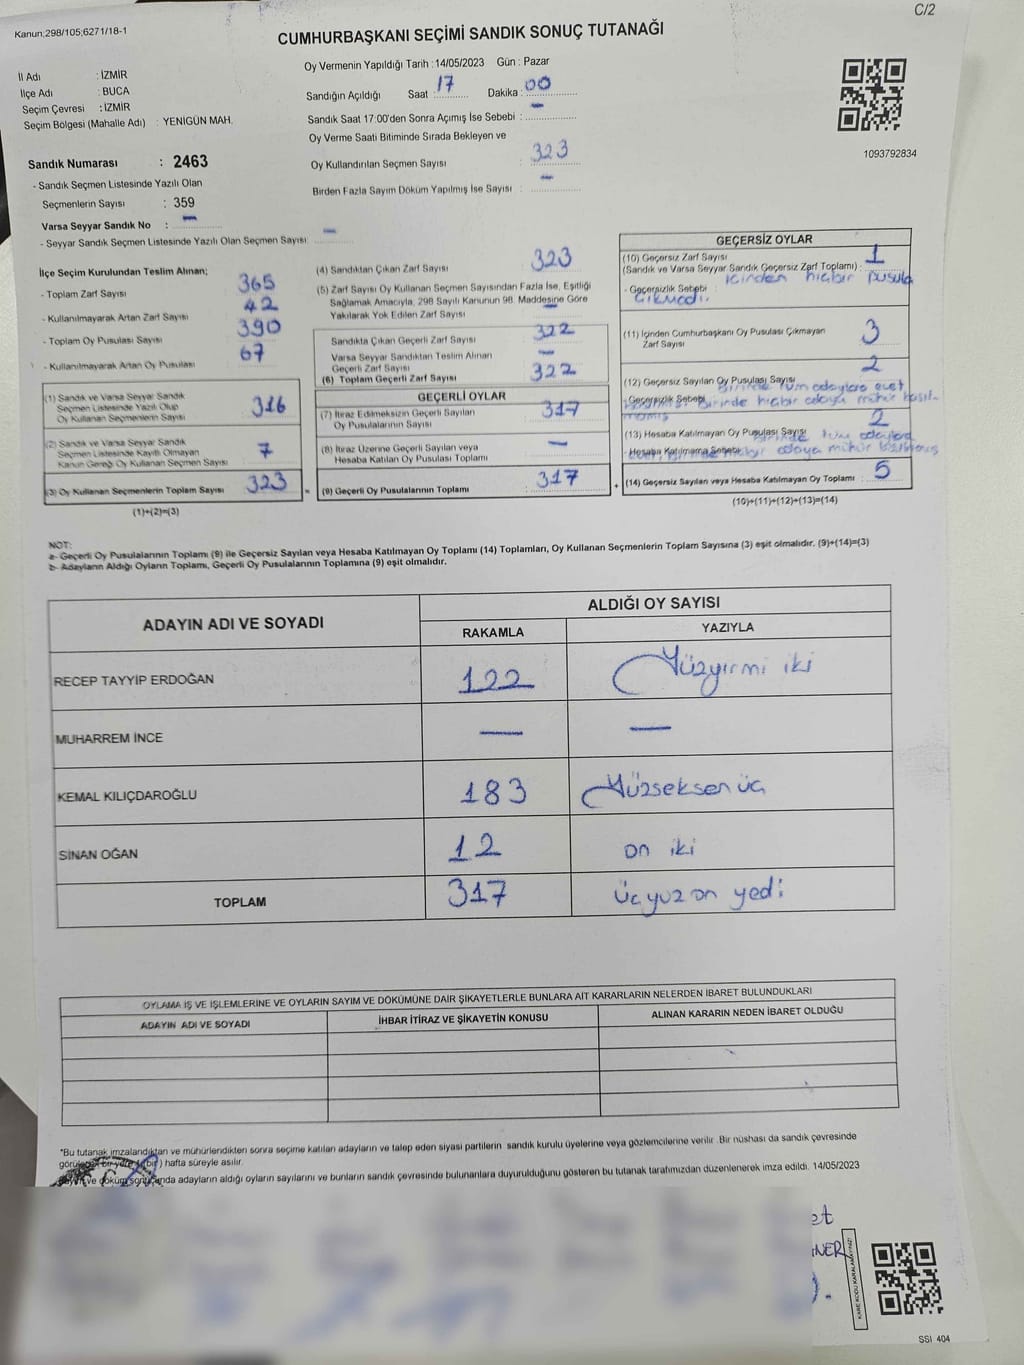 C/2
Kanun;298/105;6271/18-1
CUMHURBAŞKANI SEÇİMİ SANDIK SONUÇ TUTANAĞI
İl Adı : İZMİR
İlçe Adı : BUCA
Seçim Çevresi : İZMİR
Seçim Bölgesi (Mahalle Adı) : YENİGÜN MAH.
Oy Vermenin Yapıldığı Tarih : 14/05/2023 Gün : Pazar
Sandığın Açıldığı Saat : 17 Dakika : 00
Sandık Saat 17:00'den Sonra Açımış İse Sebebi : –
Oy Verme Saati Bitiminde Sırada Bekleyen ve
Oy Kullandırılan Seçmen Sayısı : 323
Birden Fazla Sayım Döküm Yapılmış İse Sayısı : –
1093792834
Sandık Numarası : 2463
- Sandık Seçmen Listesinde Yazılı Olan
Seçmenlerin Sayısı : 359
Varsa Seyyar Sandık No : –
- Seyyar Sandık Seçmen Listesinde Yazılı Olan Seçmen Sayısı: –
İlçe Seçim Kurulundan Teslim Alınan;
- Toplam Zarf Sayısı 365
- Kullanılmayarak Artan Zarf Sayısı 42
- Toplam Oy Pusulası Sayısı 390
- Kullanılmayarak Artan Oy Pusulası 67
(1) Sandık ve Varsa Seyyar Sandık
Seçmen Listesinde Yazılı Olup
Oy Kullanan Seçmenlerin Sayısı 316
(2) Sandık ve Varsa Seyyar Sandık
Seçmen Listesinde Kayıtlı Olmayan
Kanun Gereği Oy Kullanan Seçmen Sayısı 7
(3) Oy Kullanan Seçmenlerin Toplam Sayısı 323
(1)+(2)=(3)
(4) Sandıktan Çıkan Zarf Sayısı 323
(5) Zarf Sayısı Oy Kullanan Seçmen Sayısından Fazla İse, Eşitliği
Sağlamak Amacıyla, 298 Sayılı Kanunun 98. Maddesine Göre
Yakılarak Yok Edilen Zarf Sayısı –
Sandıkta Çıkan Geçerli Zarf Sayısı 322
Varsa Seyyar Sandıktan Teslim Alınan
Geçerli Zarf Sayısı –
(6) Toplam Geçerli Zarf Sayısı 322
GEÇERLİ OYLAR
(7) İtiraz Edilmeksizin Geçerli Sayılan
Oy Pusulalarının Sayısı 317
(8) İtiraz Üzerine Geçerli Sayılan veya
Hesaba Katılan Oy Pusulası Toplamı –
(9) Geçerli Oy Pusulalarının Toplamı : 317
GEÇERSİZ OYLAR
(10) Geçersiz Zarf Sayısı 1
(Sandık ve Varsa Seyyar Sandık Geçersiz Zarf Toplamı) :
- Geçersizlik Sebebi : içinden hiçbir pusula
çıkmadı.
(11) İçinden Cumhurbaşkanı Oy Pusulası Çıkmayan
Zarf Sayısı 3
(12) Geçersiz Sayılan Oy Pusulası Sayısı 2
- Geçersizlik Sebebi Birinde tüm adaylara evet
Birinde hiçbir adaya mühür basıl-
mamış
(13) Hesaba Katılmayan Oy Pusulası Sayısı 2
- Hesaba Katılmama Sebebi: Birinde tüm adaylara
hiçbir adaya mühür
(14) Geçersiz Sayılan veya Hesaba Katılmayan Oy Toplamı : 5
(10)+(11)+(12)+(13)=(14)
NOT:
a- Geçerli Oy Pusulalarının Toplamı (9) ile Geçersiz Sayılan veya Hesaba Katılmayan Oy Toplamı (14) Toplamları, Oy Kullanan Seçmenlerin Toplam Sayısına (3) eşit olmalıdır. (9)+(14)=(3)
b- Adayların Aldığı Oyların Toplamı, Geçerli Oy Pusulalarının Toplamına (9) eşit olmalıdır.
ADAYIN ADI VE SOYADI
ALDIĞI OY SAYISI
RAKAMLA YAZIYLA
RECEP TAYYİP ERDOĞAN 122 Yüzyirmi iki
MUHARREM İNCE — —
KEMAL KILIÇDAROĞLU 183 Yüzseksen üç
SİNAN OĞAN 12 on iki
TOPLAM 317 üçyüz on yedi
OYLAMA İŞ VE İŞLEMLERİNE VE OYLARIN SAYIM VE DÖKÜMÜNE DAİR ŞİKAYETLERLE BUNLARA AİT KARARLARIN NELERDEN İBARET BULUNDUKLARI
ADAYIN ADI VE SOYADI İHBAR İTİRAZ VE ŞİKAYETİN KONUSU ALINAN KARARIN NEDEN İBARET OLDUĞU
*Bu tutanak imzalandıktan ve mühürlendikten sonra seçime katılan adayların ve talep eden siyasi partilerin sandık kurulu üyelerine veya gözlemcilerine verilir. Bir nüshası da sandık çevresinde
hafta süreyle asılır.
adayların aldığı oyların sayılarını ve bunların sandık çevresinde bulunanlara duyurulduğunu gösteren bu tutanak tarafımızdan düzenlenerek imza edildi. 14/05/2023
KARE KODU KARALAMAYINIZ!
SSI 404